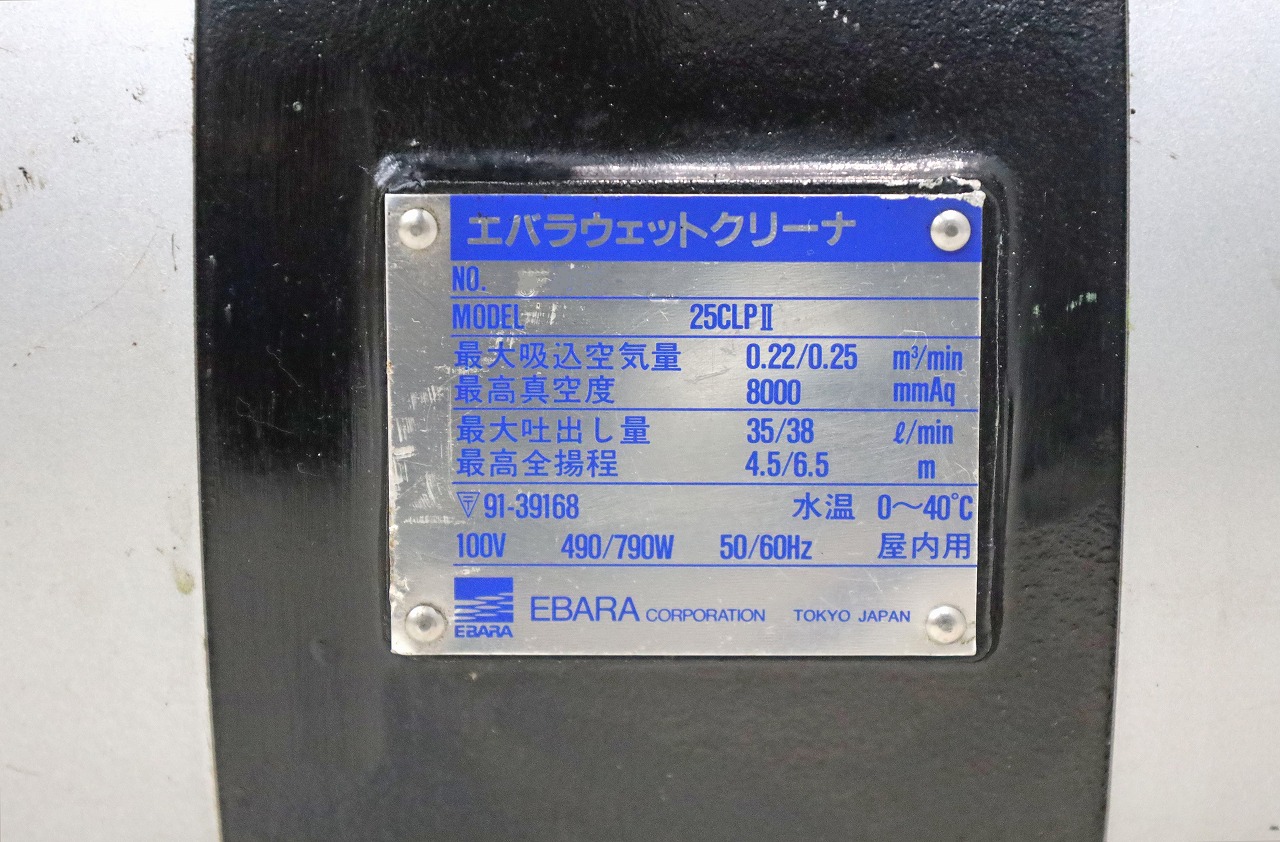 エバラウェットクリーナ
NO.
MODEL 25CLPⅡ
最大吸込空気量 0.22/0.25 m³/min
最高真空度 8000 mmAq
最大吐出し量 35/38 ℓ/min
最高全揚程 4.5/6.5 m
〒91-39168 水温 0～40℃
100V 490/790W 50/60Hz 屋内用
EBARA EBARA CORPORATION TOKYO JAPAN